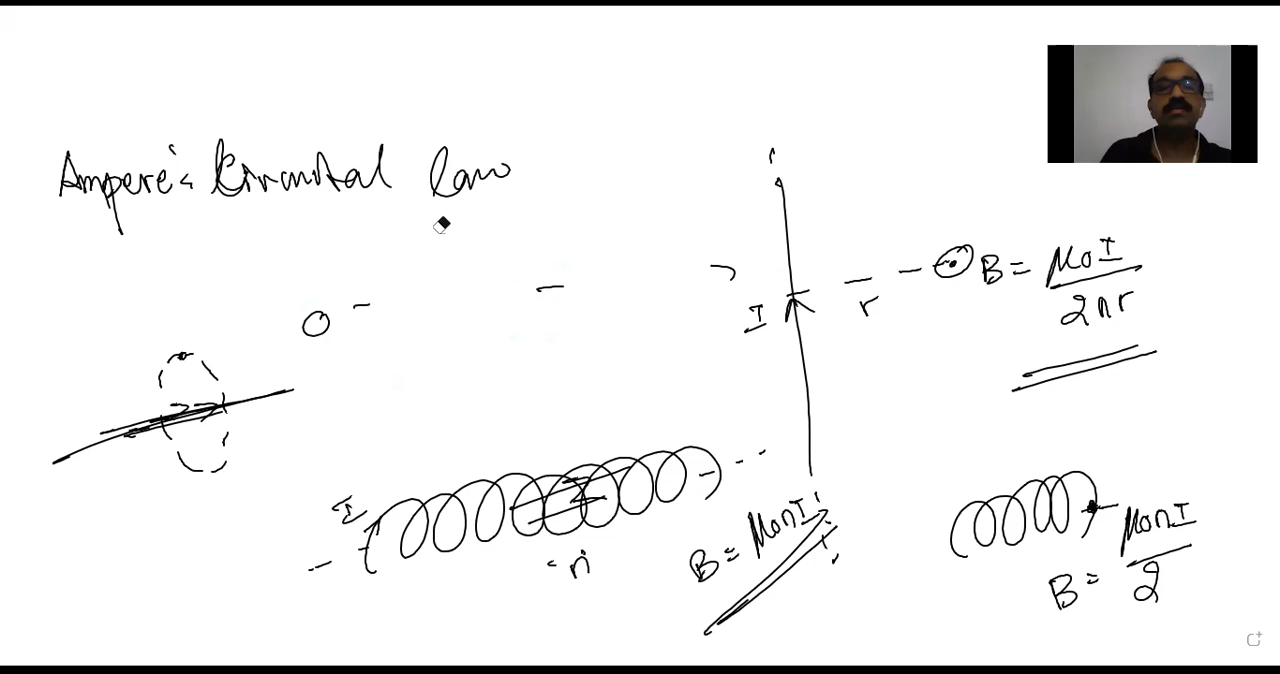 Ampere's Circuital law
I
r
B = μ0I / 2πr
I
n
B = μ0nI
B = μ0nI / 2